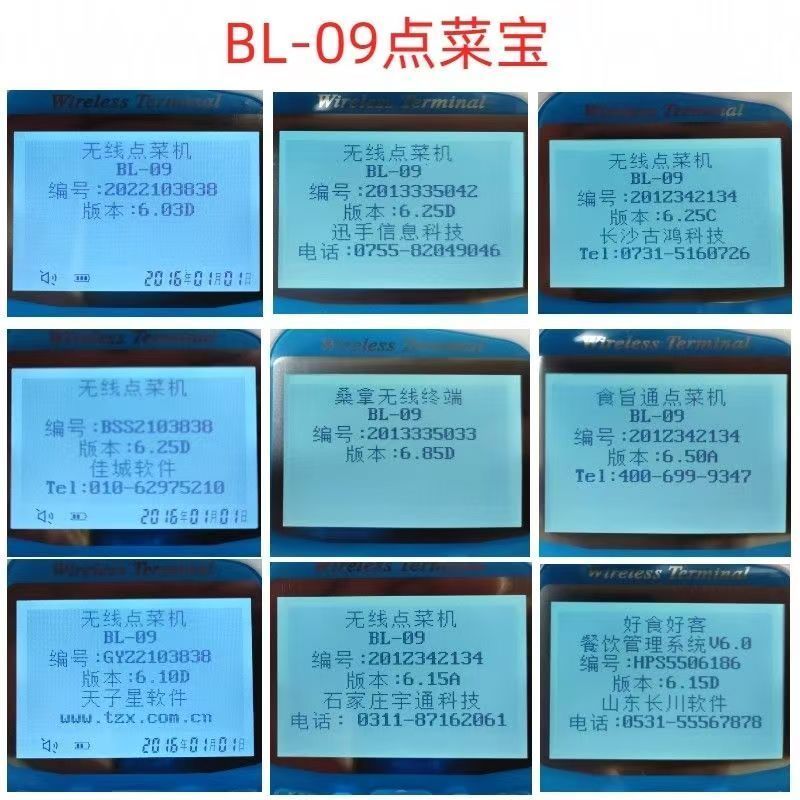 BL-09点菜宝
Wireless Terminal
无线点菜机
BL-09
编号:2022103838
版本:6.03D
2016年01月01日
Wireless Terminal
无线点菜机
BL-09
编号:2013335042
版本:6.25D
迅手信息科技
电话:0755-82049046
Wireless Terminal
无线点菜机
BL-09
编号:2012342134
版本:6.25C
长沙古鸿科技
Tel:0731-5160726
Wireless Terminal
无线点菜机
编号:BSS2103838
版本:6.25D
佳城软件
Tel:010-62975210
2016年01月01日
Wireless Terminal
桑拿无线终端
BL-09
编号:2013335033
版本:6.85D
Wireless Terminal
食旨通点菜机
BL-09
编号:2012342134
版本:6.50A
Tel:400-699-9347
Wireless Terminal
无线点菜机
BL-09
编号:GYZ2103838
版本:6.10D
天子星软件
www.tzx.com.cn
2016年01月01日
Wireless Terminal
无线点菜机
BL-09
编号:2012342134
版本:6.15A
石家庄宇通科技
电话: 0311-87162061
Wireless Terminal
好食好客
餐饮管理系统V6.0
编号:HPS5506186
版本:6.15D
山东长川软件
电话:0531-55567878